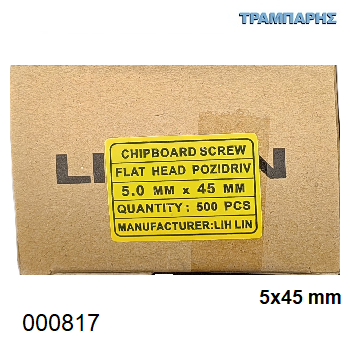 ΤΡΑΜΠΑΡΗΣ
CHIPBOARD SCREW
FLAT HEAD POZIDRIV
5.0 MM x 45 MM
QUANTITY: 500 PCS
MANUFACTURER:LIH LIN
5x45 mm
000817